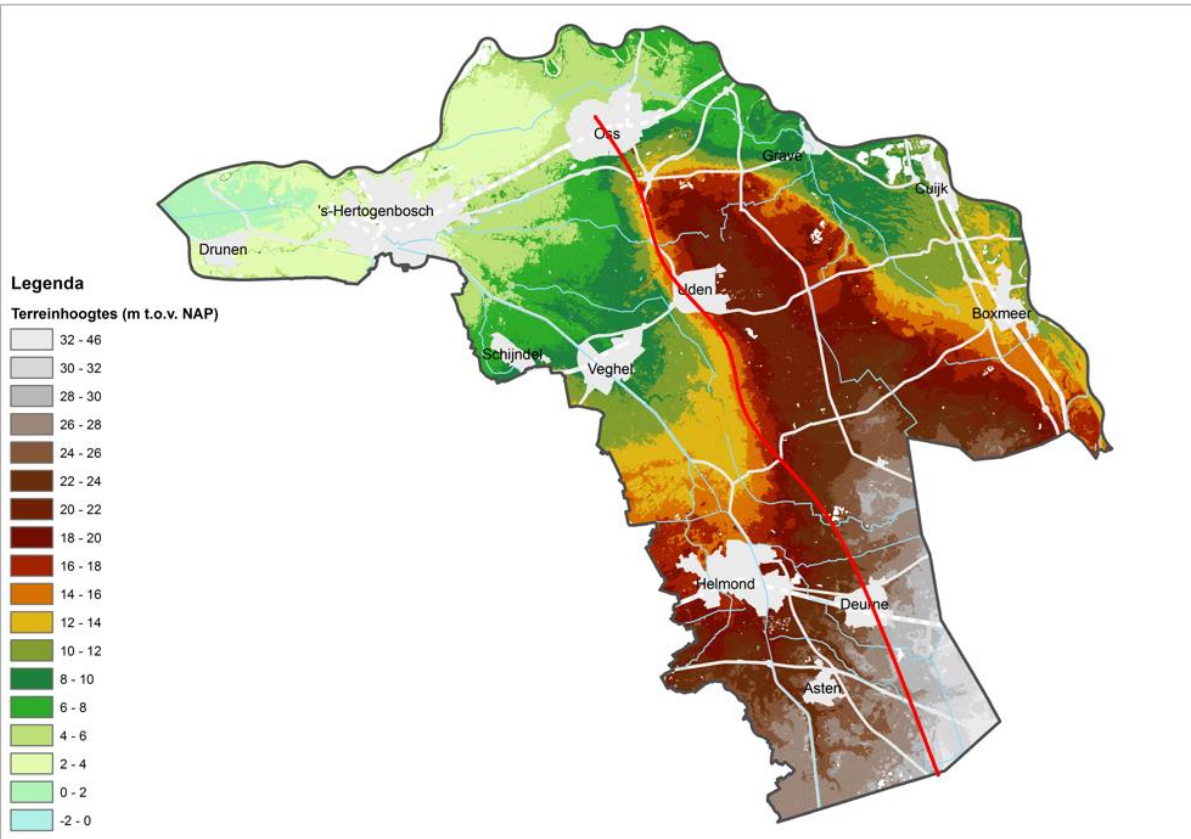 Oss
Grave
Cuijk
's-Hertogenbosch
Drunen
Uden
Boxmeer
Schijndel
Veghel
Helmond
Deurne
Asten
Legenda
Terreinhoogtes (m t.o.v. NAP)
32 - 46
30 - 32
28 - 30
26 - 28
24 - 26
22 - 24
20 - 22
18 - 20
16 - 18
14 - 16
12 - 14
10 - 12
8 - 10
6 - 8
4 - 6
2 - 4
0 - 2
-2 - 0